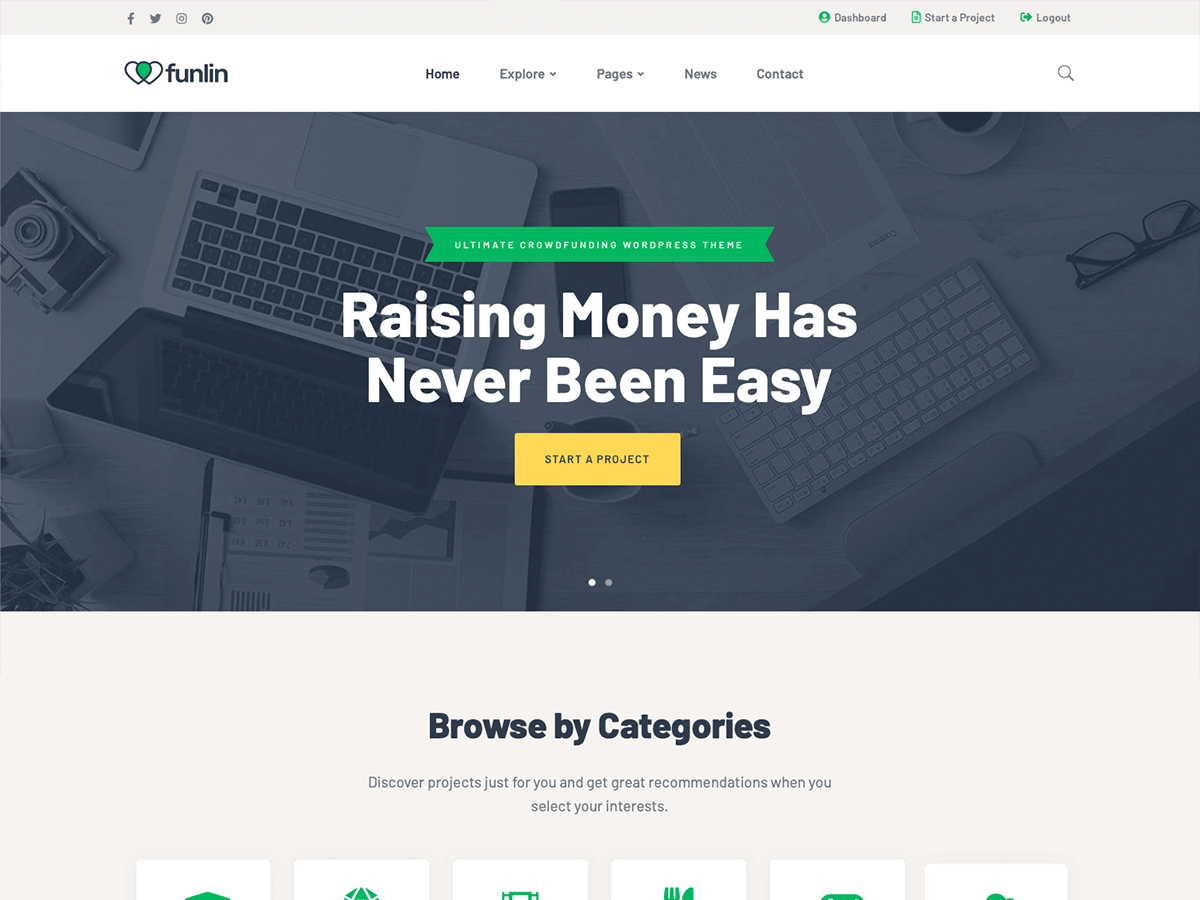 Dashboard
Start a Project
Logout
funlin
Home
Explore
Pages
News
Contact
ULTIMATE CROWDFUNDING WORDPRESS THEME
Raising Money Has
Never Been Easy
START A PROJECT
Browse by Categories
Discover projects just for you and get great recommendations when you
select your interests.